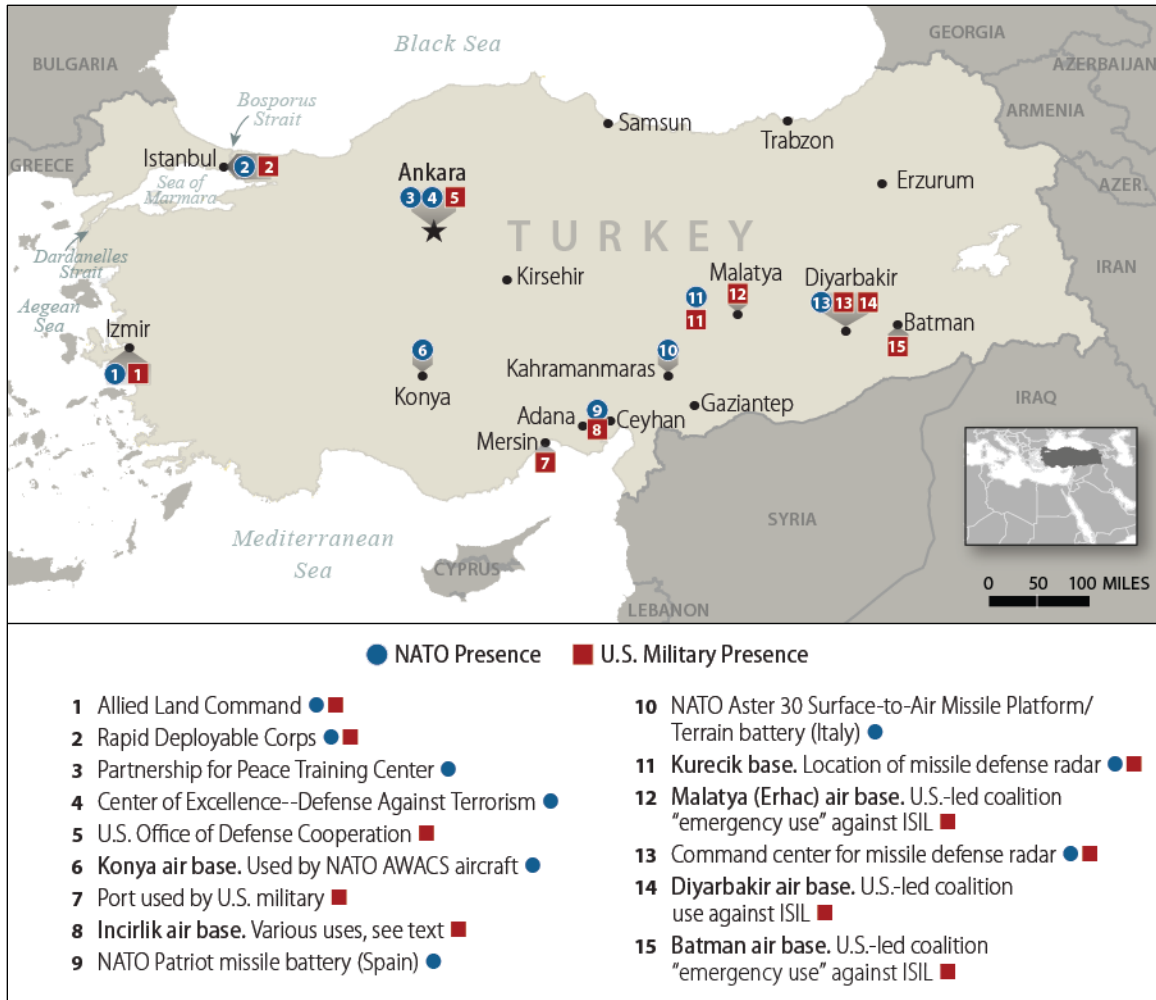 Black Sea
GEORGIA
BULGARIA
AZERBAIJAN
Bosporus
Strait
ARMENIA
Samsun
Trabzon
GREECE
Istanbul
2 2
Sea of
Marmara
Ankara
3 4 5
Erzurum
AZER.
TURKEY
Dardanelles
Strait
Kirsehir
Malatya
12
Diyarbakir
13 13 14
IRAN
Aegean
Sea
11
11
Izmir
1 1
Batman
15
6
Konya
10
Kahramanmaras
IRAQ
Adana
9
8
Ceyhan
Gaziantep
Mersin
7
SYRIA
Mediterranean
Sea
CYPRUS
LEBANON
0 50 100 MILES
NATO Presence U.S. Military Presence
1 Allied Land Command
2 Rapid Deployable Corps
3 Partnership for Peace Training Center
4 Center of Excellence--Defense Against Terrorism
5 U.S. Office of Defense Cooperation
6 Konya air base. Used by NATO AWACS aircraft
7 Port used by U.S. military
8 Incirlik air base. Various uses, see text
9 NATO Patriot missile battery (Spain)
10 NATO Aster 30 Surface-to-Air Missile Platform/
Terrain battery (Italy)
11 Kurecik base. Location of missile defense radar
12 Malatya (Erhac) air base. U.S.-led coalition
"emergency use" against ISIL
13 Command center for missile defense radar
14 Diyarbakir air base. U.S.-led coalition
use against ISIL
15 Batman air base. U.S.-led coalition
"emergency use" against ISIL